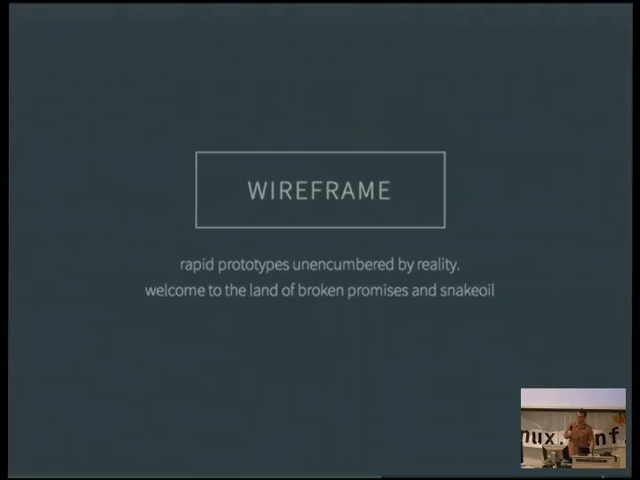 WIREFRAME
rapid prototypes unencumbered by reality.
welcome to the land of broken promises and snakeoil